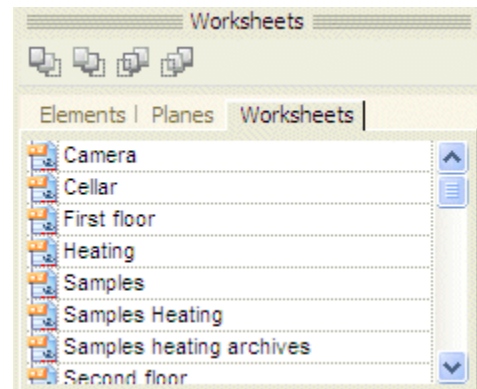 Worksheets
Elements | Planes Worksheets
Camera
Cellar
First floor
Heating
Samples
Samples Heating
Samples heating archives
Second floor